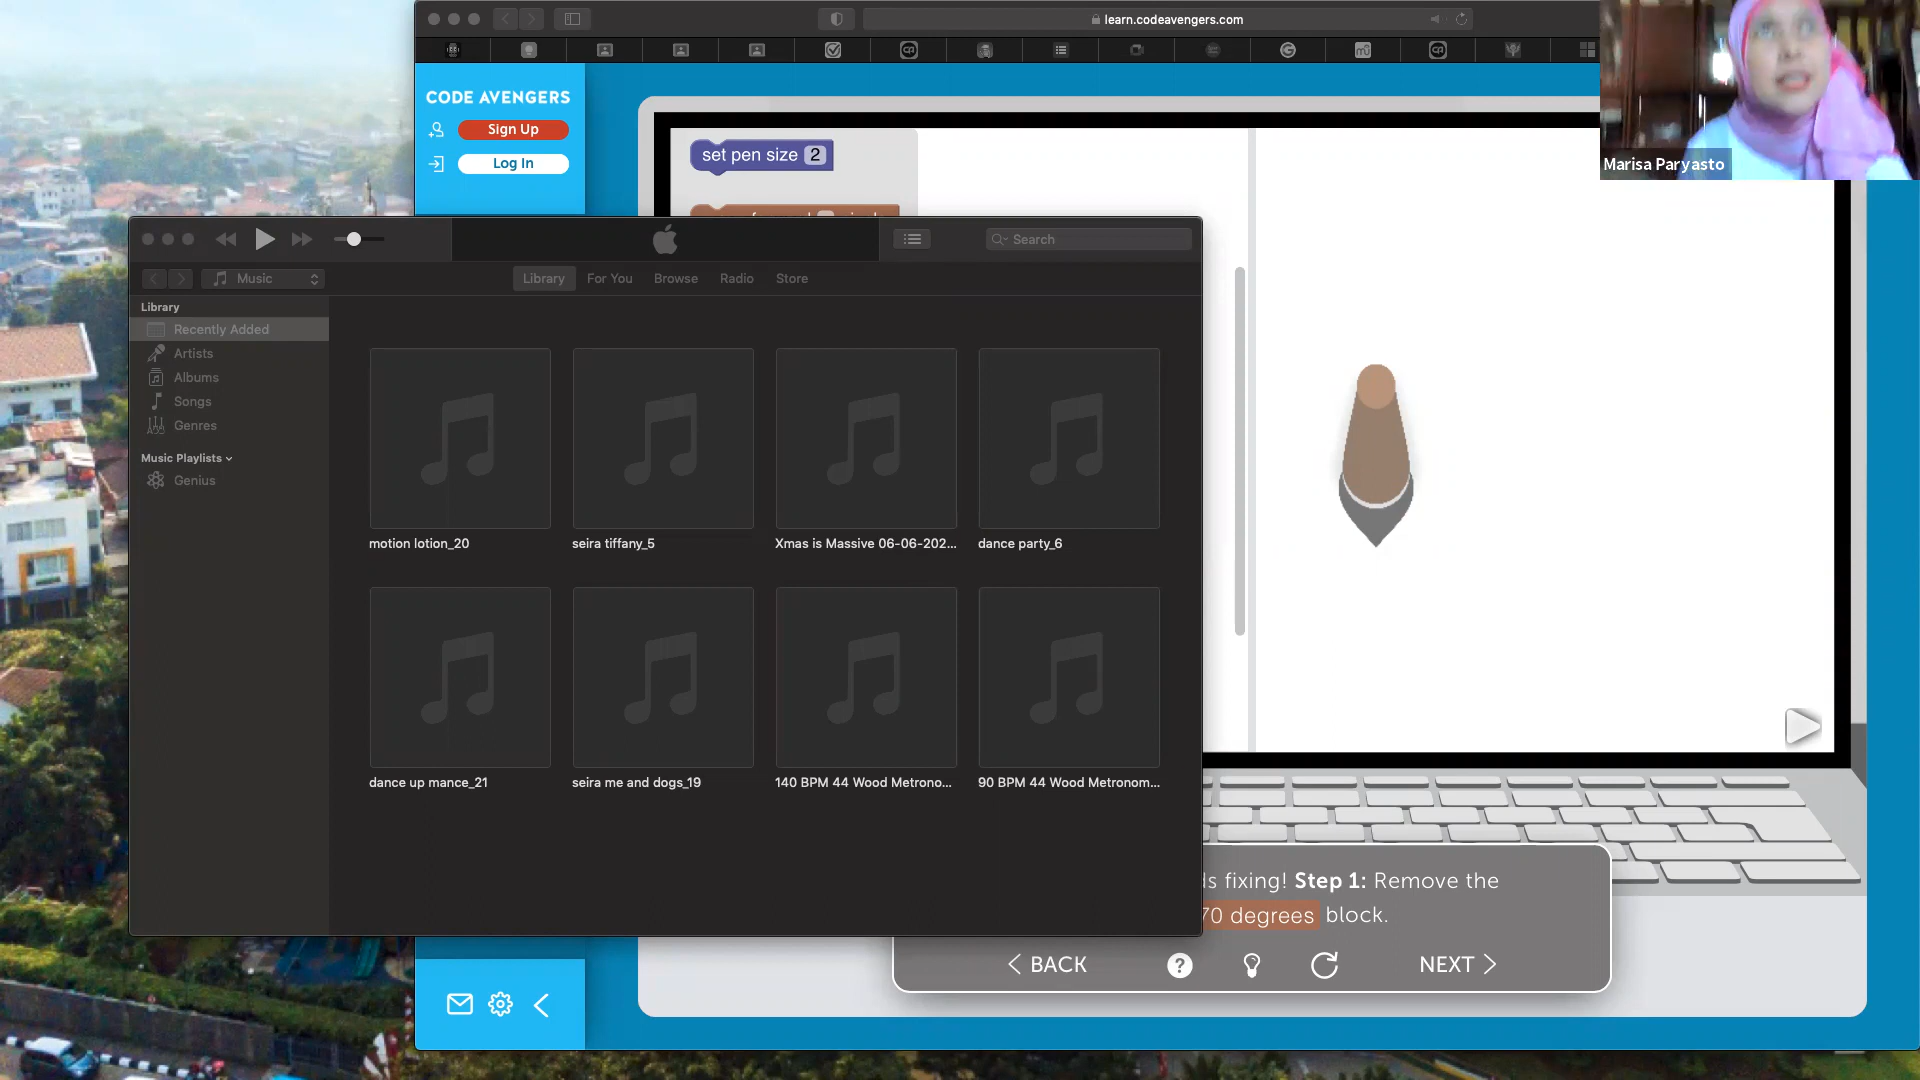 learn.codeavengers.com
CODE AVENGERS
Sign Up
Log In
set pen size 2
Marisa Paryasto
Search
Music
Library
For You
Browse
Radio
Store
Library
Recently Added
Artists
Albums
Songs
Genres
Music Playlists
Genius
motion lotion_20
seira tiffany_5
Xmas is Massive 06-06-202...
dance party_6
dance up mance_21
seira me and dogs_19
140 BPM 44 Wood Metrono...
90 BPM 44 Wood Metronom...
fixing! Step 1: Remove the
70 degrees block.
BACK
?
NEXT